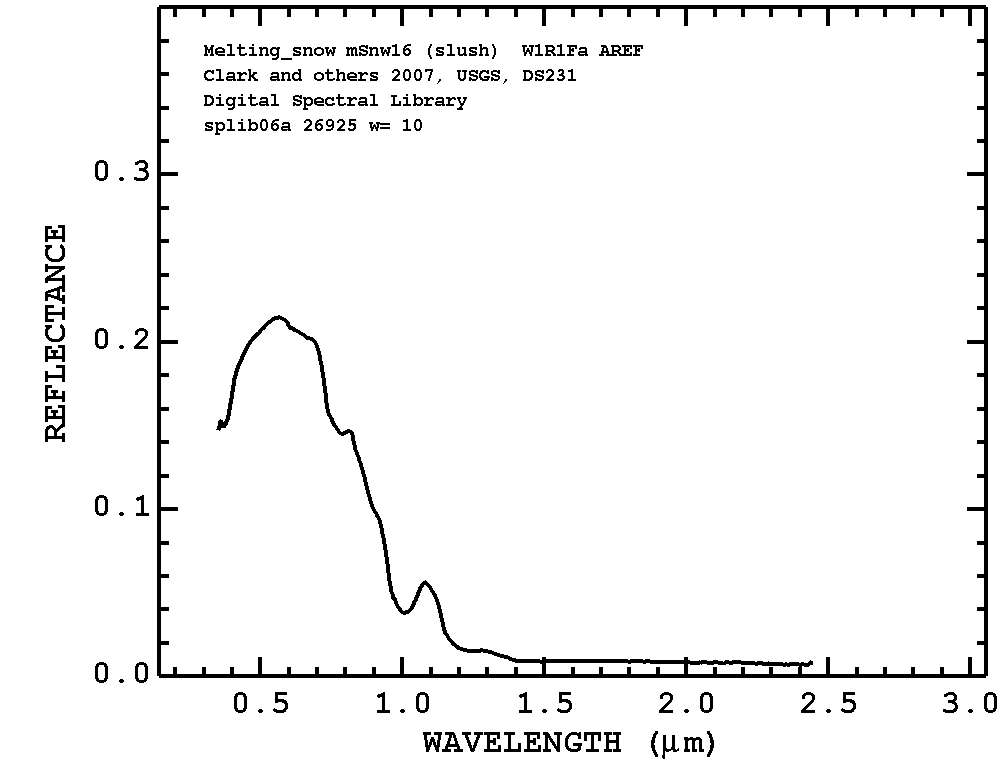 Melting_snow mSnw16 (slush)  W1R1Fa AREF
Clark and others 2007, USGS, DS231
Digital Spectral Library
splib06a 26925 w= 10
0.3
0.2
0.1
0.0
REFLECTANCE
0.5 1.0 1.5 2.0 2.5 3.0
WAVELENGTH (μm)